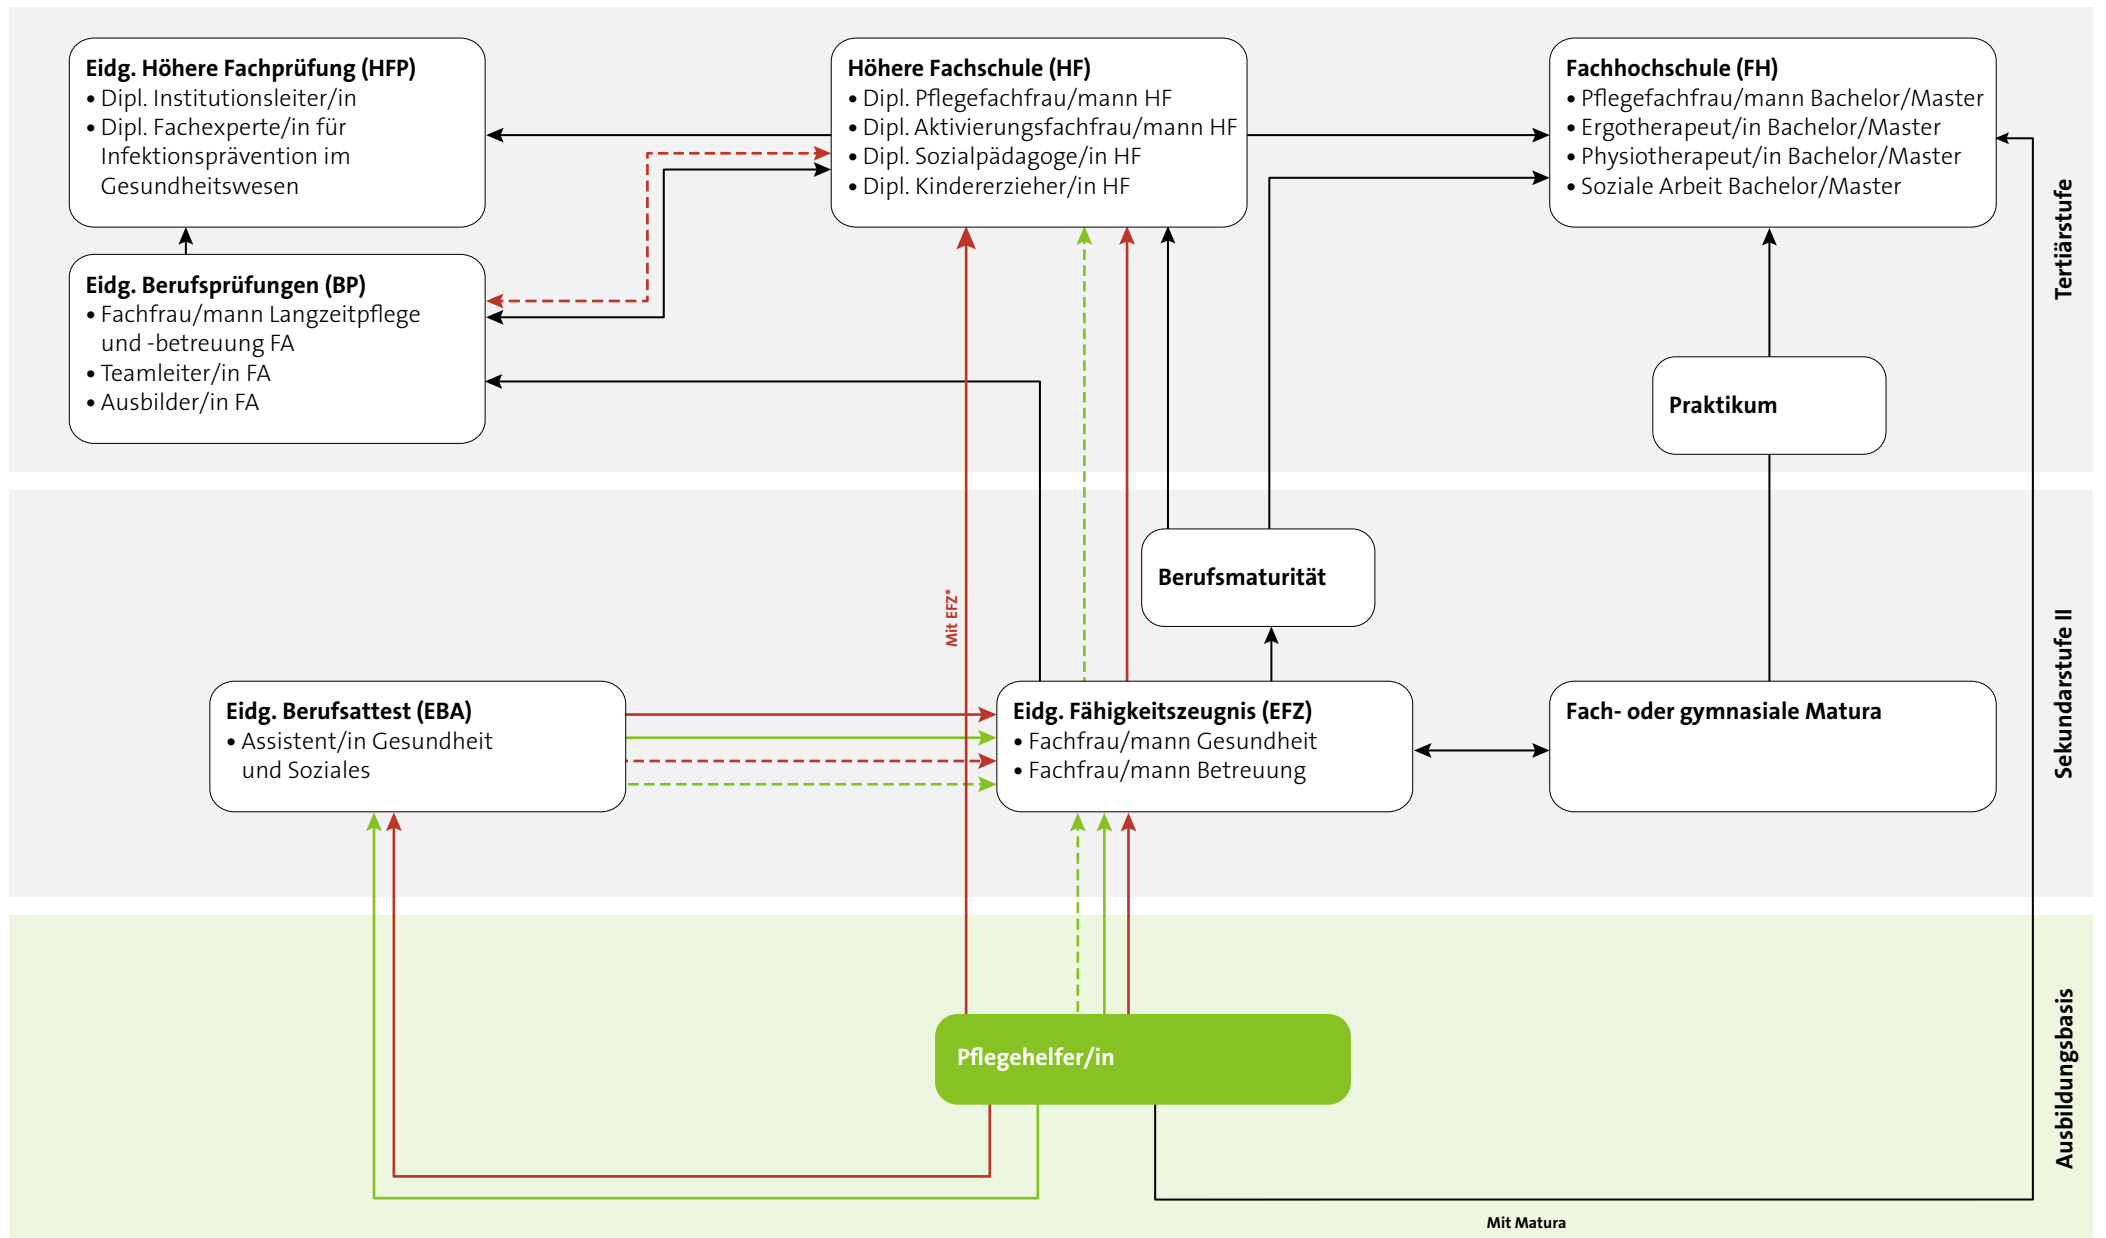 Eidg. Höhere Fachprüfung (HFP)
• Dipl. Institutionsleiter/in
• Dipl. Fachexperte/in für
Infektionsprävention im
Gesundheitswesen
Höhere Fachschule (HF)
• Dipl. Pflegefachfrau/mann HF
• Dipl. Aktivierungsfachfrau/mann HF
• Dipl. Sozialpädagoge/in HF
• Dipl. Kindererzieher/in HF
Fachhochschule (FH)
• Pflegefachfrau/mann Bachelor/Master
• Ergotherapeut/in Bachelor/Master
• Physiotherapeut/in Bachelor/Master
• Soziale Arbeit Bachelor/Master
Tertiärstufe
Eidg. Berufsprüfungen (BP)
• Fachfrau/mann Langzeitpflege
und -betreuung FA
• Teamleiter/in FA
• Ausbilder/in FA
Praktikum
Berufsmaturität
Mit EFZ*
Sekundarstufe II
Eidg. Berufsattest (EBA)
• Assistent/in Gesundheit
und Soziales
Eidg. Fähigkeitszeugnis (EFZ)
• Fachfrau/mann Gesundheit
• Fachfrau/mann Betreuung
Fach- oder gymnasiale Matura
Pflegehelfer/in
Ausbildungsbasis
Mit Matura